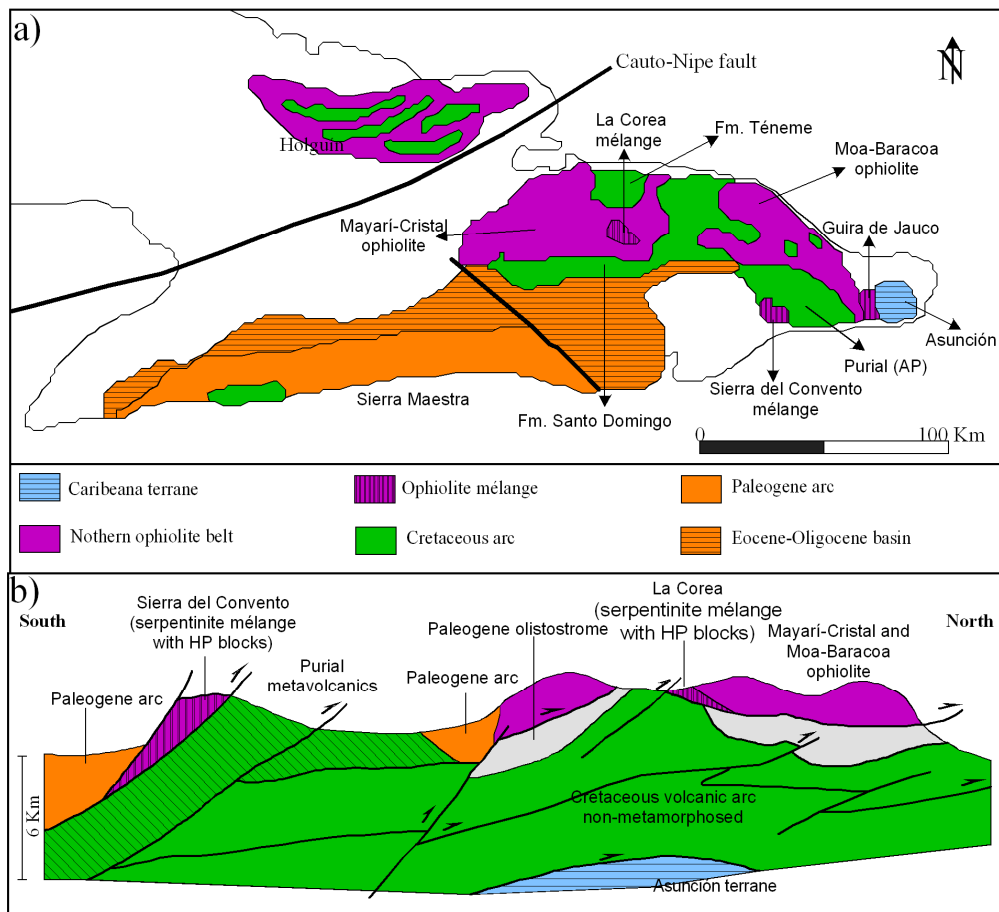 a)
N
Cauto-Nipe fault
La Corea
mélange
Fm. Téneme
Moa-Baracoa
ophiolite
Holguín
Mayarí-Cristal
ophiolite
Guira de Jauco
Asunción
Purial (AP)
Sierra del Convento
mélange
Sierra Maestra
Fm. Santo Domingo
0
100 Km
Caribeana terrane
Ophiolite mélange
Paleogene arc
Nothern ophiolite belt
Cretaceous arc
Eocene-Oligocene basin
b)
South
Sierra del Convento
(serpentinite mélange
with HP blocks)
La Corea
(serpentinite mélange
with HP blocks)
North
Paleogene olistostrome
Mayarí-Cristal and
Moa-Baracoa
ophiolite
Purial
metavolcanics
Paleogene arc
Paleogene arc
6 Km
Cretaceous volcanic arc
non-metamorphosed
Asunción terrane